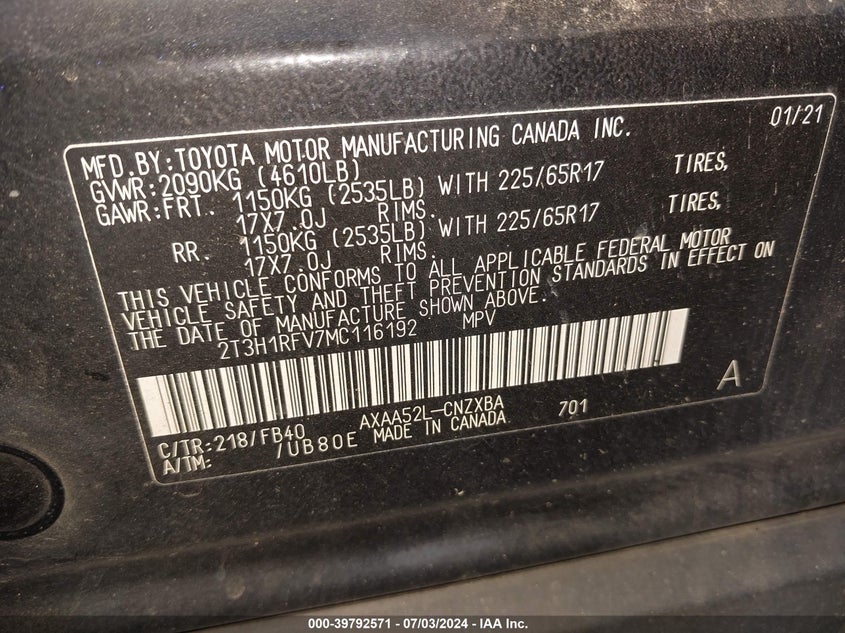 MFD.BY:TOYOTA MOTOR MANUFACTURING CANADA INC. 01/21
GVWR:2090KG (4610LB)
GAWR:FRT. 1150KG (2535LB) WITH 225/65R17 TIRES,
17X7.0J RIMS.
RR. 1150KG (2535LB) WITH 225/65R17 TIRES,
17X7.0J RIMS.
THIS VEHICLE CONFORMS TO ALL APPLICABLE FEDERAL MOTOR
VEHICLE SAFETY AND THEFT PREVENTION STANDARDS IN EFFECT ON
THE DATE OF MANUFACTURE SHOWN ABOVE.
2T3H1RFV7MC116192 MPV
A
C/TR:218/FB40 AXAA52L-CNZXBA 701
A/TM: /UB80E MADE IN CANADA
000-39792571 - 07/03/2024 - IAA Inc.